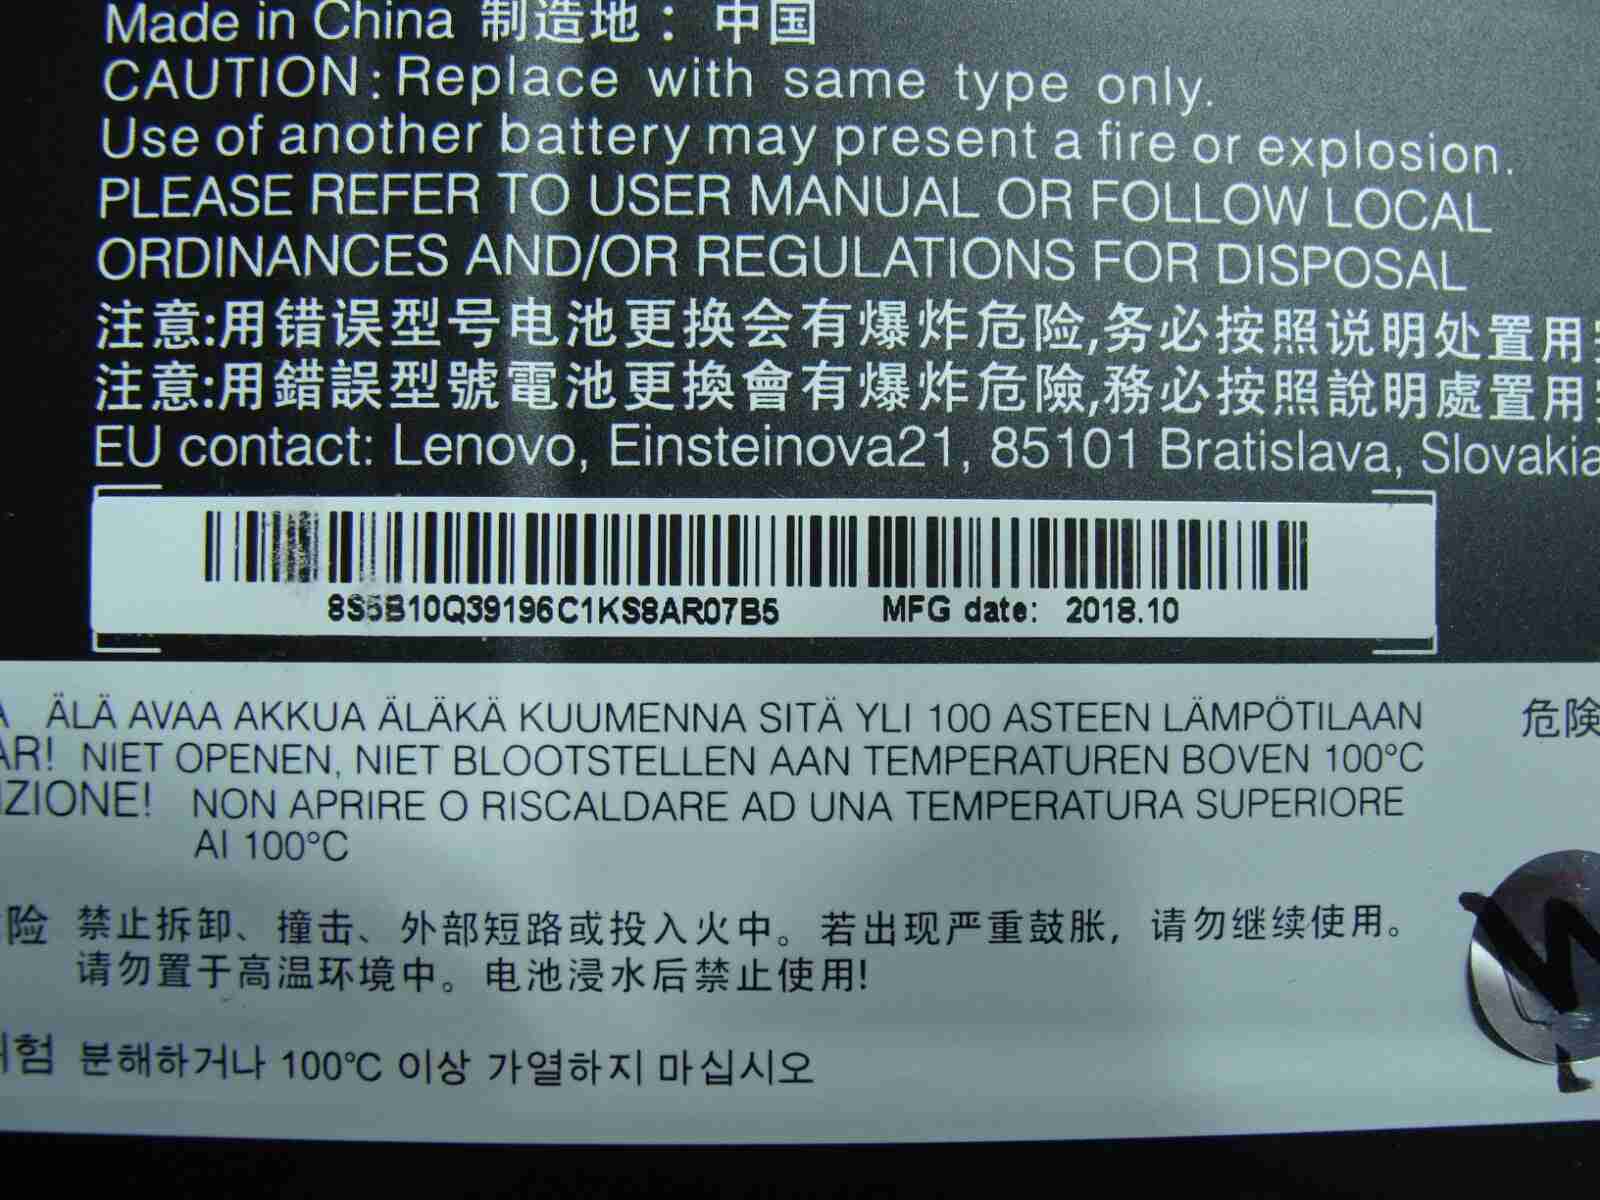 Made in China 制造地：中国
CAUTION: Replace with same type only.
Use of another battery may present a fire or explosion.
PLEASE REFER TO USER MANUAL OR FOLLOW LOCAL
ORDINANCES AND/OR REGULATIONS FOR DISPOSAL
注意:用错误型号电池更换会有爆炸危险,务必按照说明处置用
注意:用錯誤型號電池更換會有爆炸危險,務必按照說明處置用
EU contact: Lenovo, Einsteinova21, 85101 Bratislava, Slovakia
8S5B10Q39196C1KS8AR07B5 MFG date: 2018.10
ÄLÄ AVAA AKKUA ÄLÄKÄ KUUMENNA SITÄ YLI 100 ASTEEN LÄMPÖTILAAN 危険
AR! NIET OPENEN, NIET BLOOTSTELLEN AAN TEMPERATUREN BOVEN 100°C
ZIONE! NON APRIRE O RISCALDARE AD UNA TEMPERATURA SUPERIORE
AI 100°C
险 禁止拆卸、撞击、外部短路或投入火中。若出现严重鼓胀，请勿继续使用。
请勿置于高温环境中。电池浸水后禁止使用!
험 분해하거나 100℃ 이상 가열하지 마십시오